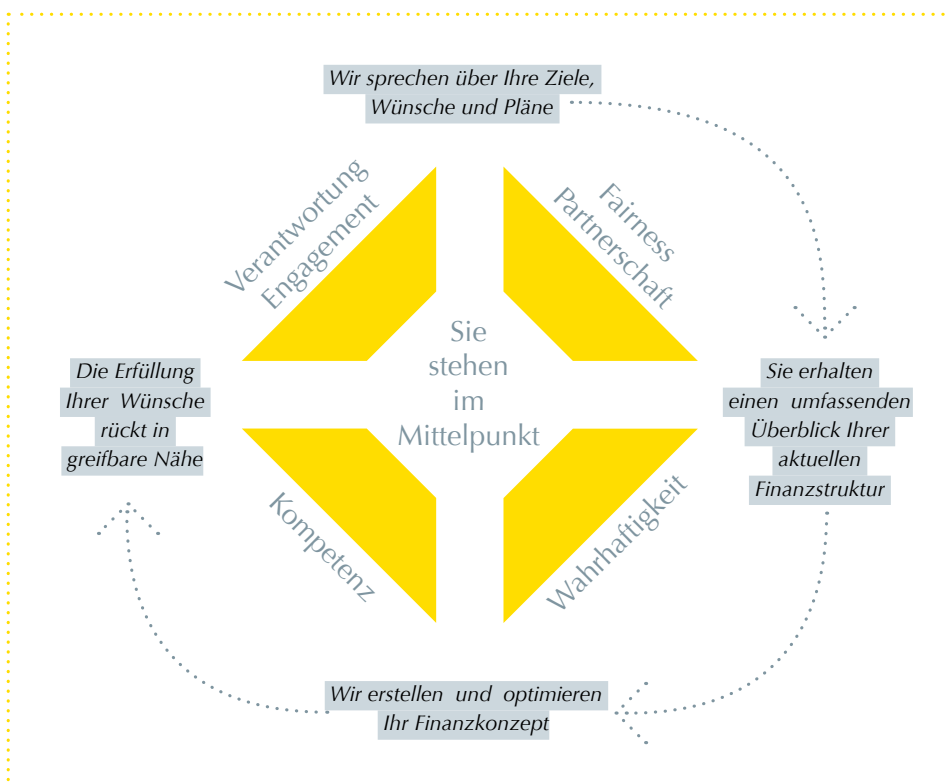 Wir sprechen über Ihre Ziele,
Wünsche und Pläne
Verantwortung
Engagement
Fairness
Partnerschaft
Sie
stehen
im
Mittelpunkt
Die Erfüllung
Ihrer Wünsche
rückt in
greifbare Nähe
Sie erhalten
einen umfassenden
Überblick Ihrer
aktuellen
Finanzstruktur
Kompetenz
Wahrhaftigkeit
Wir erstellen und optimieren
Ihr Finanzkonzept